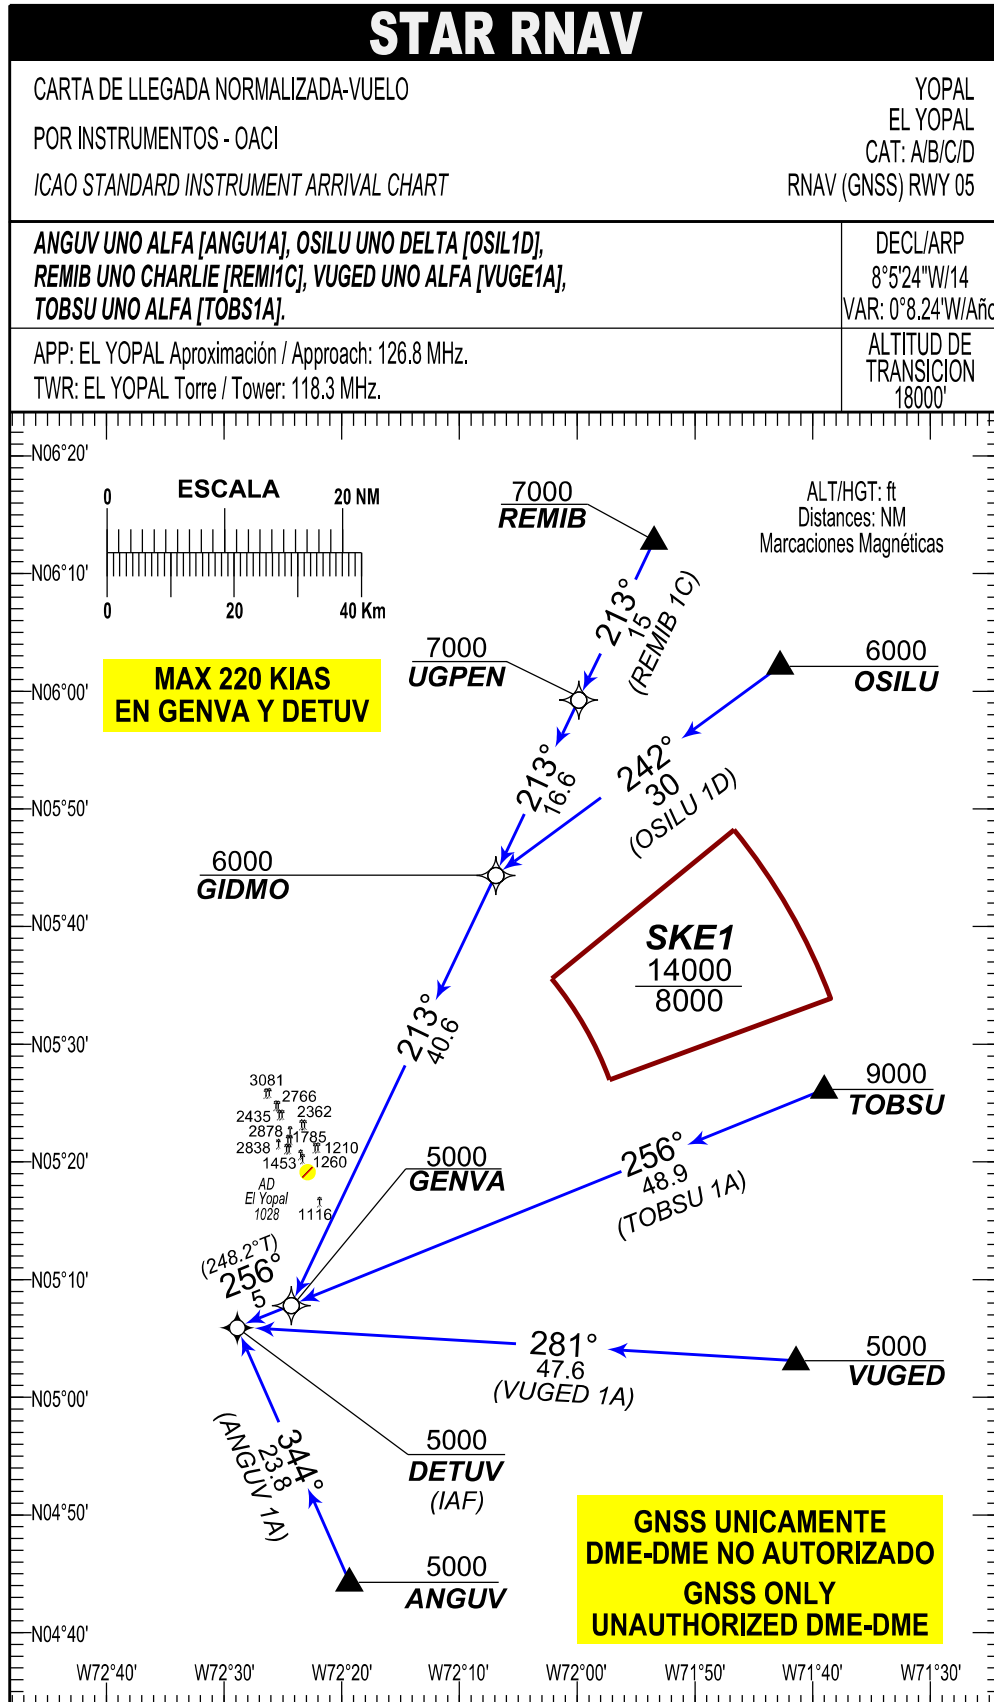 STAR RNAV
CARTA DE LLEGADA NORMALIZADA-VUELO
POR INSTRUMENTOS - OACI
ICAO STANDARD INSTRUMENT ARRIVAL CHART
YOPAL
EL YOPAL
CAT: A/B/C/D
RNAV (GNSS) RWY 05
ANGUV UNO ALFA [ANGU1A], OSILU UNO DELTA [OSIL1D],
REMIB UNO CHARLIE [REMI1C], VUGED UNO ALFA [VUGE1A],
TOBSU UNO ALFA [TOBS1A].
DECL/ARP
8°5'24"W/14
VAR: 0°8.24'W/Año
APP: EL YOPAL Aproximación / Approach: 126.8 MHz.
TWR: EL YOPAL Torre / Tower: 118.3 MHz.
ALTITUD DE
TRANSICION
18000'
N06°20'
ESCALA
0
20 NM
0
20
40 Km
7000
REMIB
ALT/HGT: ft
Distances: NM
Marcaciones Magnéticas
N06°10'
213°
15
(REMIB 1C)
7000
UGPEN
6000
OSILU
MAX 220 KIAS
EN GENVA Y DETUV
N06°00'
213°
16.6
242°
30
(OSILU 1D)
N05°50'
6000
GIDMO
N05°40'
SKE1
14000
8000
213°
40.6
N05°30'
3081
2766
2435
2362
2878
1785
2838
1210
1453
1260
AD
El Yopal
1028
1116
9000
TOBSU
N05°20'
5000
GENVA
256°
48.9
(TOBSU 1A)
(248.2°T)
256°
5
N05°10'
281°
47.6
(VUGED 1A)
5000
VUGED
N05°00'
344°
23.8
(ANGUV 1A)
5000
DETUV
(IAF)
N04°50'
5000
ANGUV
GNSS UNICAMENTE
DME-DME NO AUTORIZADO
GNSS ONLY
UNAUTHORIZED DME-DME
N04°40'
W72°40'
W72°30'
W72°20'
W72°10'
W72°00'
W71°50'
W71°40'
W71°30'